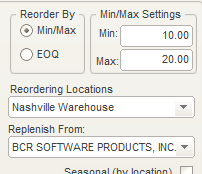 Reorder By
Min/Max
EOQ
Min/Max Settings
Min: 10.00
Max: 20.00
Reordering Locations
Nashville Warehouse
Replenish From:
BCR SOFTWARE PRODUCTS, INC.
Seasonal (by location)